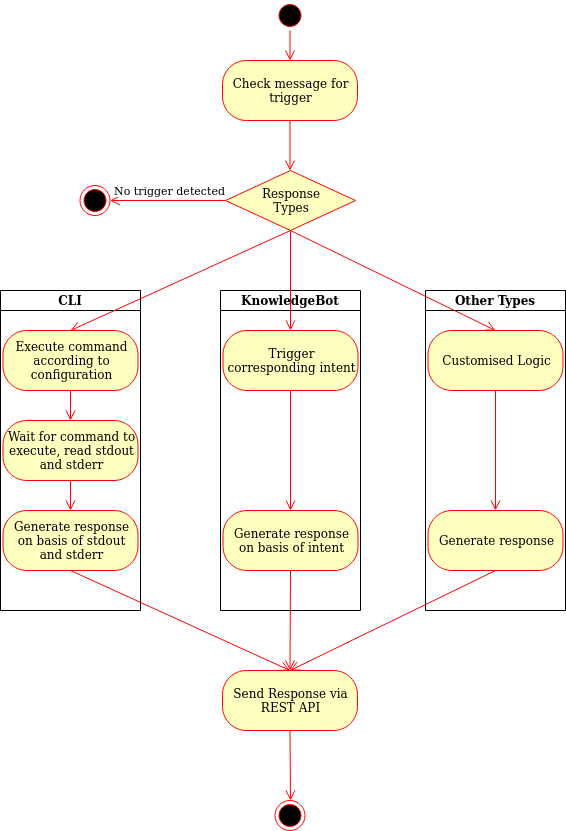 Check message for
trigger
No trigger detected
Response
Types
CLI
KnowledgeBot
Other Types
Execute command
according to
configuration
Trigger
corresponding intent
Customised Logic
Wait for command to
execute, read stdout
and stderr
Generate response
on basis of stdout
and stderr
Generate response
on basis of intent
Generate response
Send Response via
REST API